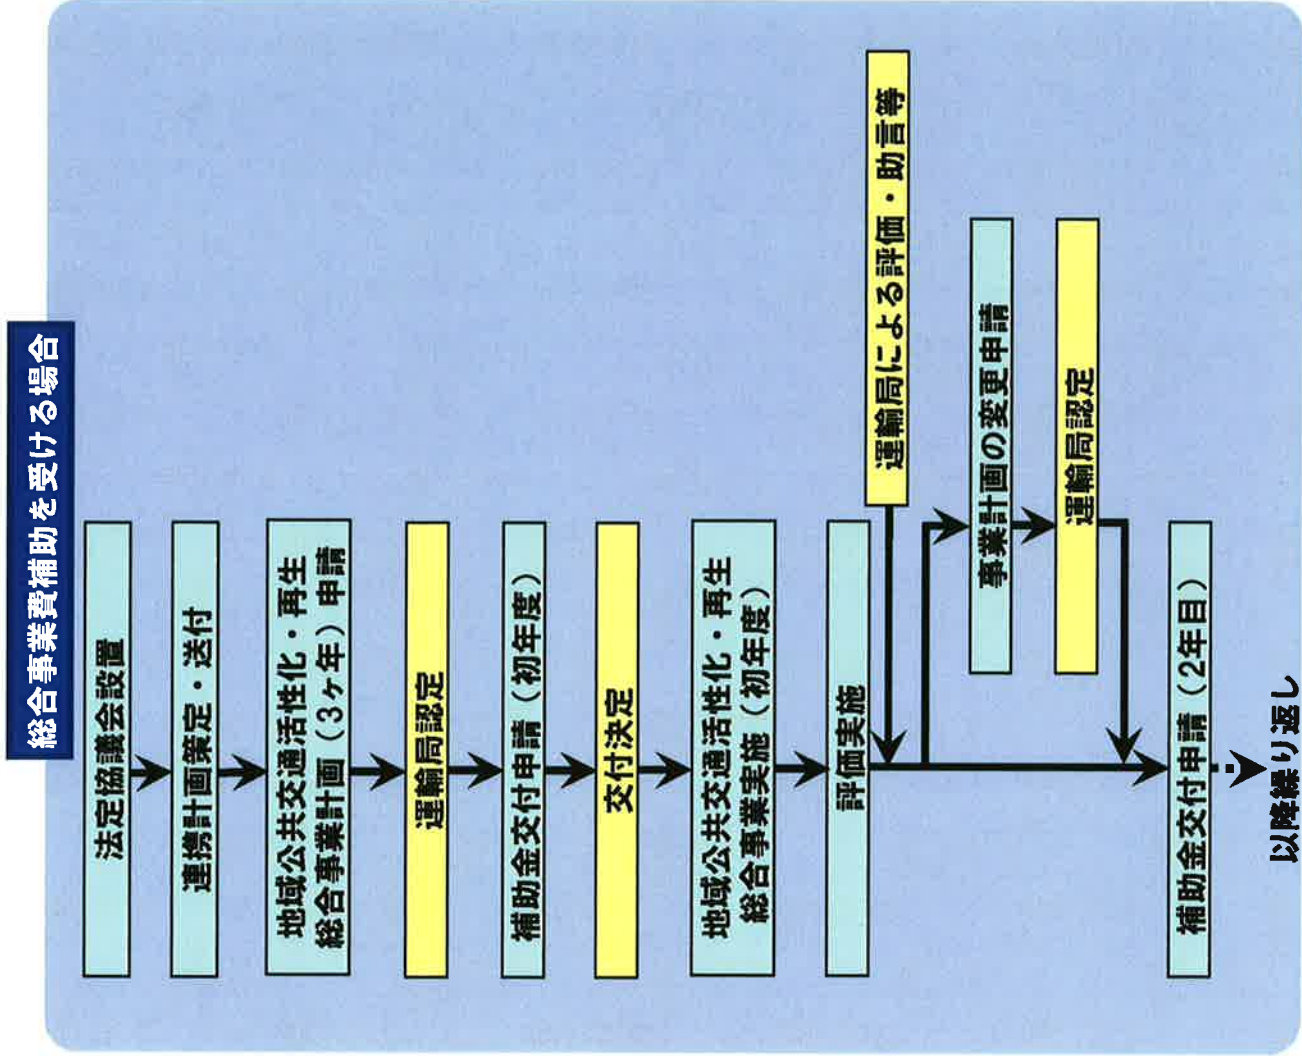 総合事業費補助を受ける場合
法定協議会設置
連携計画策定・送付
地域公共交通活性化・再生
総合事業計画(3ヶ年)申請
運輸局認定
補助金交付申請(初年度)
交付決定
地域公共交通活性化・再生
総合事業実施(初年度)
評価実施
運輸局による評価・助言等
事業計画の変更申請
運輸局認定
補助金交付申請(2年目)
以降繰り返し